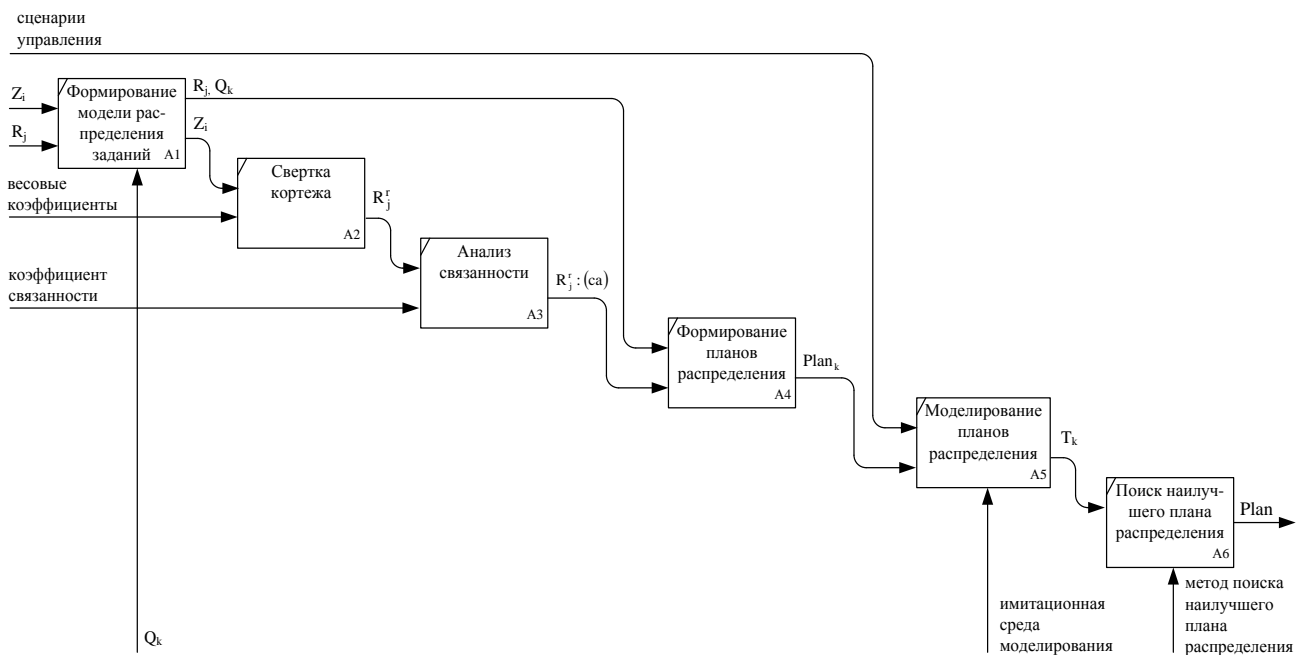 сценарии
управления
Z_i
R_j
Формирование
модели рас-
пределения
заданий
A1
R_j, Q_k
Z_i
весовые
коэффициенты
Свертка
кортежа
A2
R_j^r
коэффициент
связанности
Анализ
связанности
A3
R_j^r : (ca)
Формирование
планов
распределения
A4
Plan_k
Моделирование
планов
распределения
A5
T_k
Поиск наилуч-
шего плана
распределения
A6
Plan
Q_k
имитационная
среда
моделирования
метод поиска
наилучшего
плана
распределения